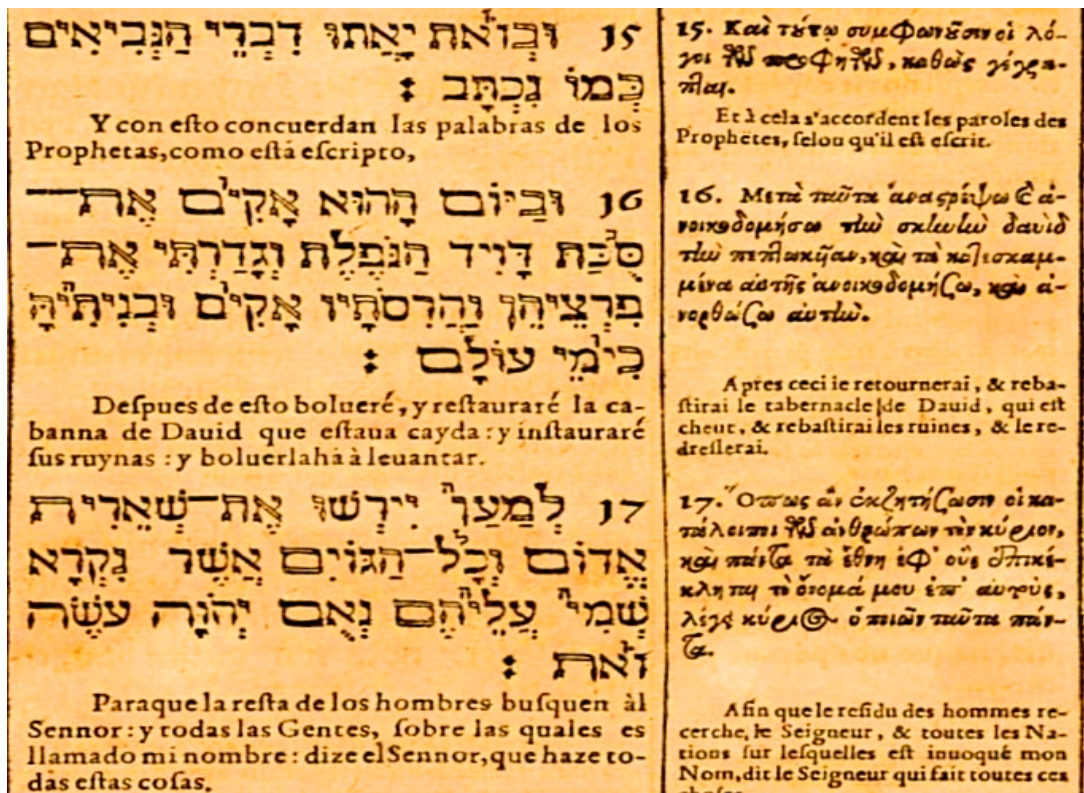 15 וּבְזֹאת יָאֲתוּ דִבְרֵי הַנְּבִיאִים
כְּמוֹ נִכְתָּב :
Y con eſto concuerdan las palabras de los
Prophetas, como eſtá eſcripto,
16 וּבַיּוֹם הָהוּא אָקִים אֶת־
סֻכַּת דָּוִיד הַנֹּפֶלֶת וְגָדַרְתִּי אֶת־
פִּרְצֵיהֶן וַהֲרִסֹתָיו אָקִים וּבְנִיתִיהָ
כִּימֵי עוֹלָם :
Deſpues de eſto bolueré, y reſtauraré la ca-
banna de Dauid que eſtaua cayda : y inſtauraré
ſus ruynas : y boluerlahà à leuantar.
17 לְמַעַן יִירְשׁוּ אֶת־שְׁאֵרִית
אֱדוֹם וְכָל־הַגּוֹיִם אֲשֶׁר נִקְרָא
שְׁמִי עֲלֵיהֶם נְאֻם יְהֹוָה עֹשֶׂה
זֹאת :
Paraque la reſta de los hombres buſquen àl
Sennor : y todas las Gentes, ſobre las quales es
llamado mi nombre : dize el Sennor, que haze to-
das eſtas coſas.
15. Καὶ τούτῳ συμφωνοῦσιν οἱ λό-
γοι τῶν προφητῶν, καθὼς γέγρα-
πται.
Et à cela s'accordent les paroles des
Prophetes, ſelon qu'il eſt eſcrit.
16. Μετὰ ταῦτα ἀναστρέψω καὶ ἀ-
νοικοδομήσω τὴν σκηνὴν δαυὶδ
τὴν πεπτωκῆαν, καὶ τὰ κατεσκαμ-
μένα αὐτῆς ἀνοικοδομήσω, καὶ ἀ-
νορθώσω αὐτήν.
Apres ceci ie retournerai, & reba-
ſtirai le tabernacle de Dauid, qui eſt
cheut, & rebaſtirai les ruines, & le re-
dreſſerai.
17. Ὅπως ἂν ἐκζητήσωσιν οἱ κα-
τάλοιποι τῶν ἀνθρώπων τὸν κύριον,
καὶ πάντα τὰ ἔθνη ἐφ' οὓς ἐπικέ-
κληται τὸ ὄνομά μου ἐπ' αὐτοὺς,
λέγει κύριος ὁ ποιῶν ταῦτα πάν-
τα.
Afin que le reſidu des hommes re-
cerche, le Seigneur, & toutes les Na-
tions ſur leſquelles eſt inuoqué mon
Nom, dit le Seigneur qui fait toutes ces